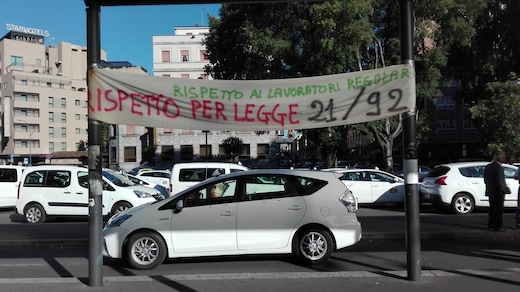 STARHOTELS
RISPETTO AI LAVORATORI REGOLARI
RISPETTO PER LEGGE 21/92